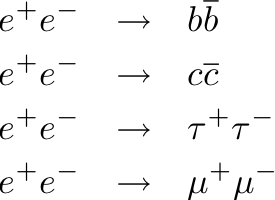 e⁺e⁻ → bb̅
e⁺e⁻ → cc̅
e⁺e⁻ → τ⁺τ⁻
e⁺e⁻ → μ⁺μ⁻